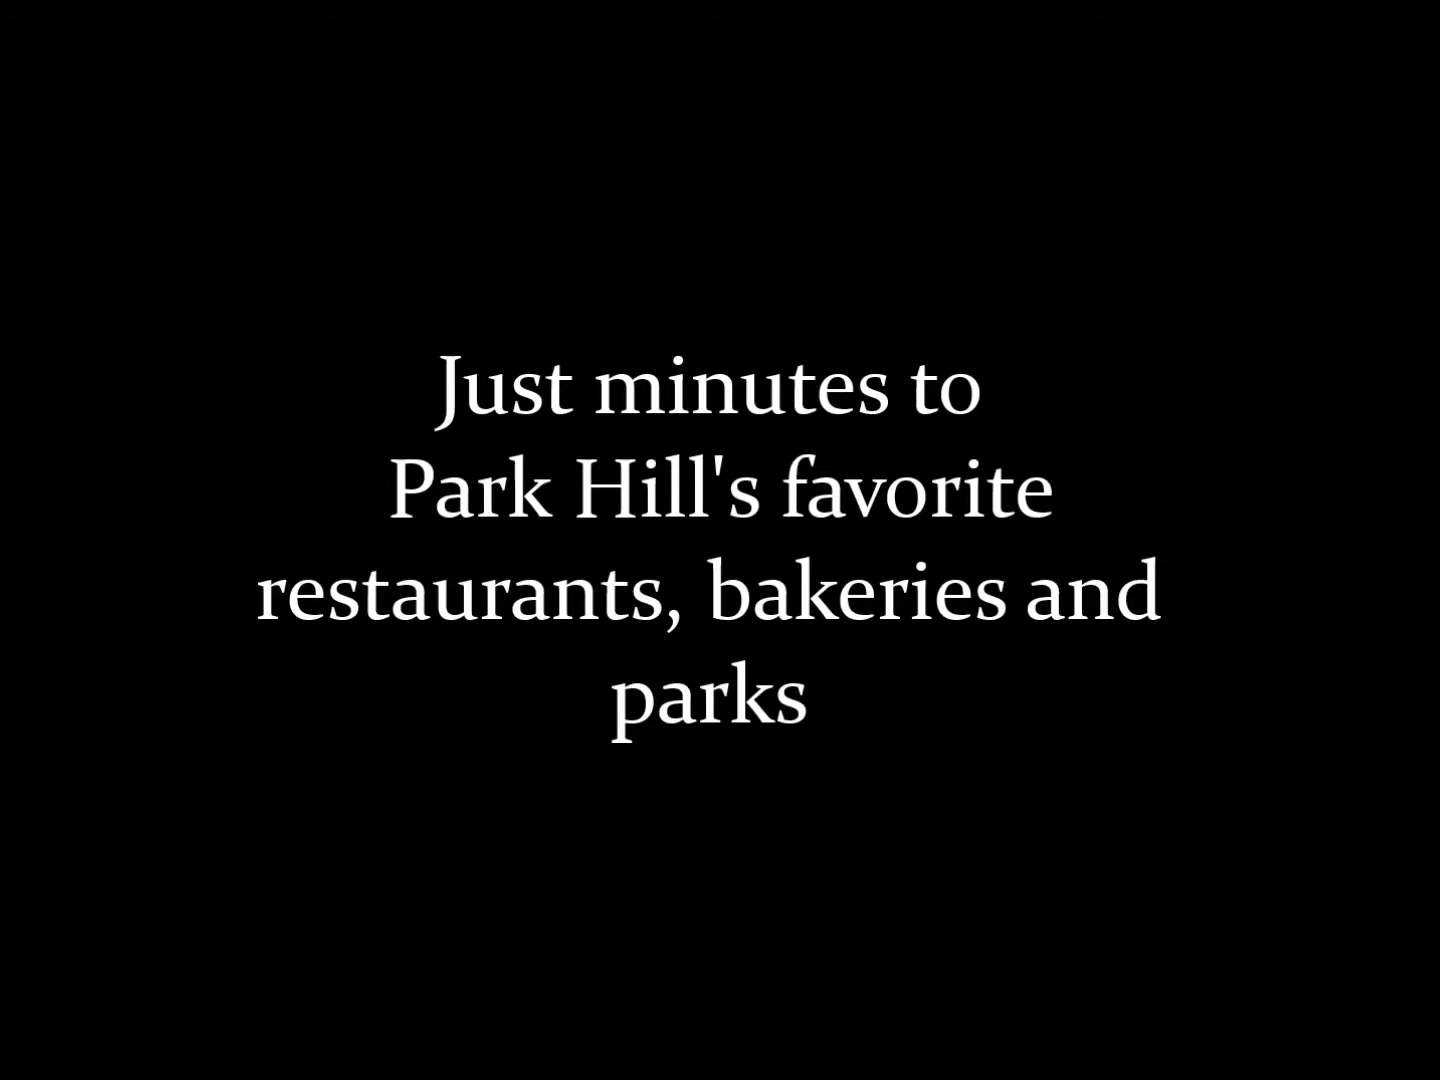 Just minutes to
Park Hill's favorite
restaurants, bakeries and
parks